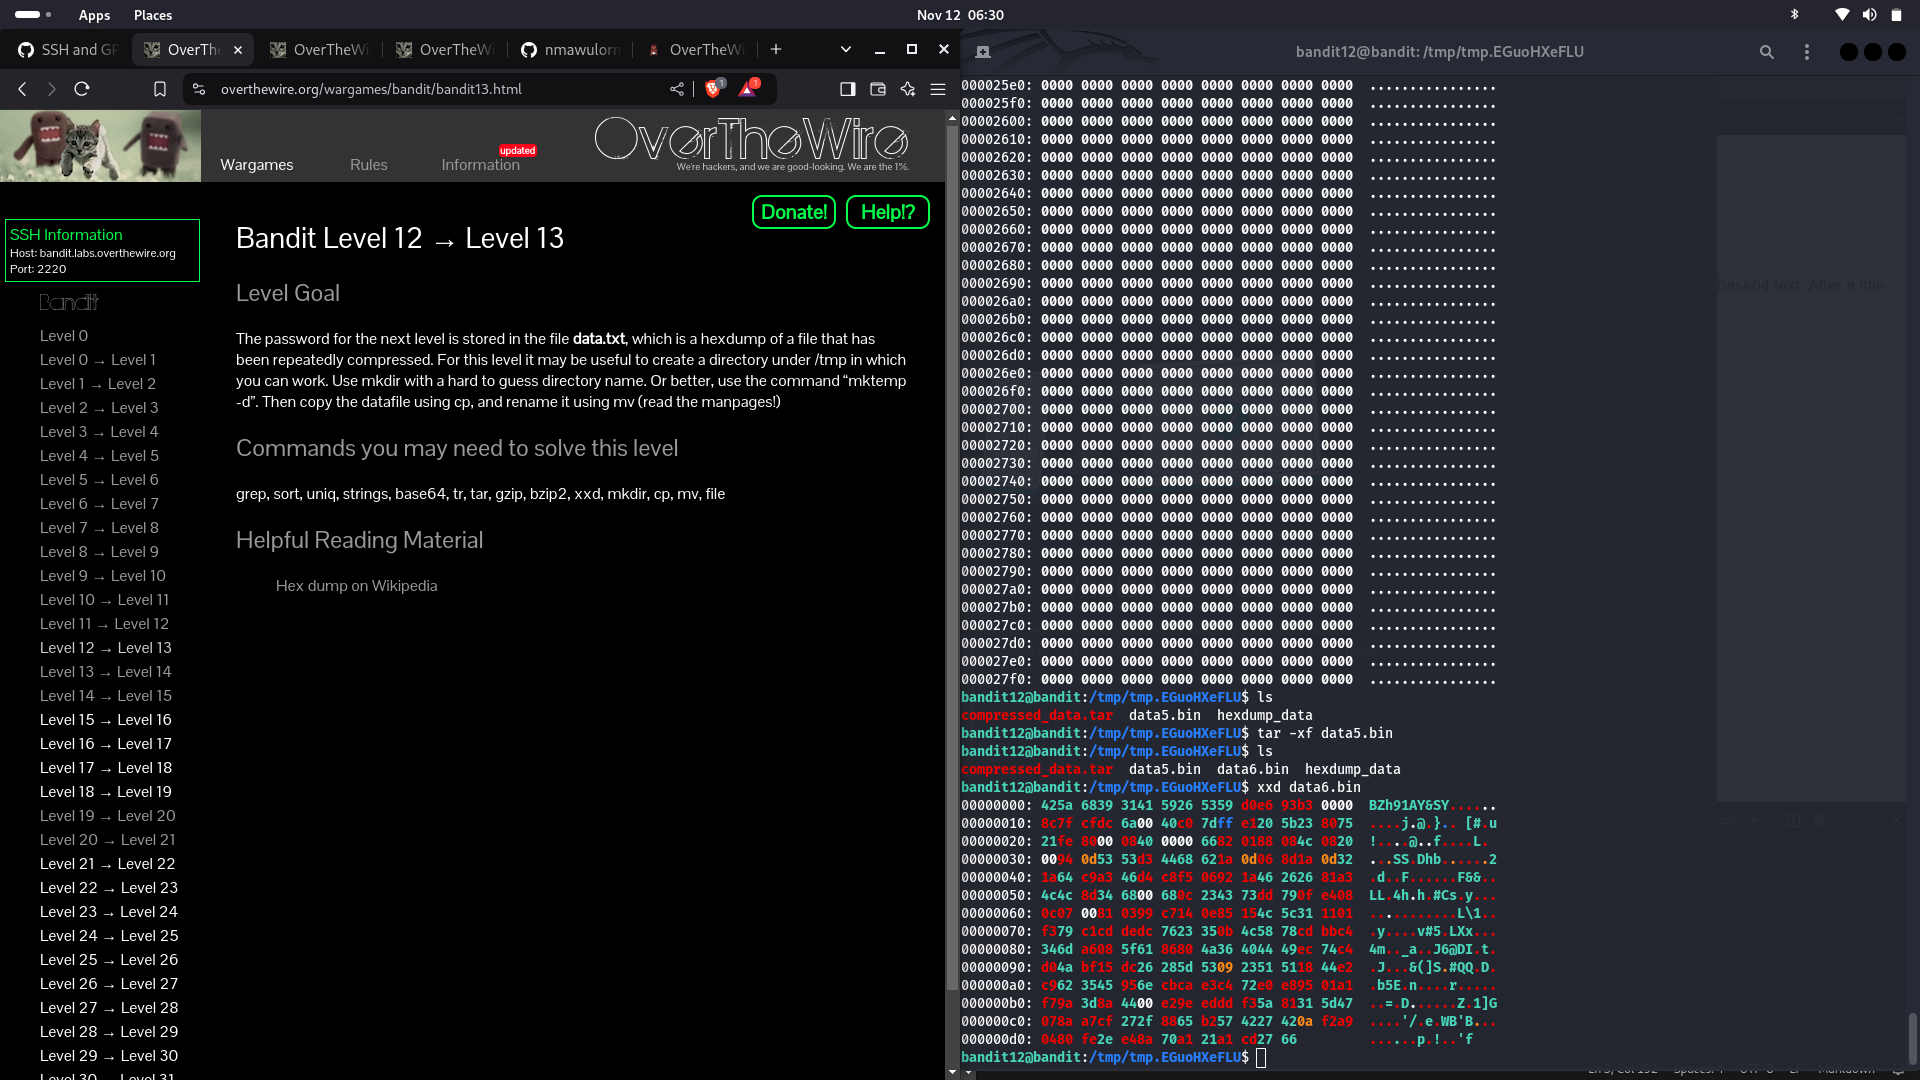 Apps Places Nov 12 06:30
SSH and GP OverThe OverTheWi OverTheWi nmawulorn OverTheWi
overthewire.org/wargames/bandit/bandit13.html 1 1
OverTheWire
We're hackers, and we are good-looking. We are the 1%.
updated
Wargames Rules Information
Donate! Help!?
SSH Information
Host: bandit.labs.overthewire.org
Port: 2220
Bandit
Level 0
Level 0 → Level 1
Level 1 → Level 2
Level 2 → Level 3
Level 3 → Level 4
Level 4 → Level 5
Level 5 → Level 6
Level 6 → Level 7
Level 7 → Level 8
Level 8 → Level 9
Level 9 → Level 10
Level 10 → Level 11
Level 11 → Level 12
Level 12 → Level 13
Level 13 → Level 14
Level 14 → Level 15
Level 15 → Level 16
Level 16 → Level 17
Level 17 → Level 18
Level 18 → Level 19
Level 19 → Level 20
Level 20 → Level 21
Level 21 → Level 22
Level 22 → Level 23
Level 23 → Level 24
Level 24 → Level 25
Level 25 → Level 26
Level 26 → Level 27
Level 27 → Level 28
Level 28 → Level 29
Level 29 → Level 30
Level 30 → Level 31
Bandit Level 12 → Level 13
Level Goal
The password for the next level is stored in the file data.txt, which is a hexdump of a file that has
been repeatedly compressed. For this level it may be useful to create a directory under /tmp in which
you can work. Use mkdir with a hard to guess directory name. Or better, use the command “mktemp
-d”. Then copy the datafile using cp, and rename it using mv (read the manpages!)
Commands you may need to solve this level
grep, sort, uniq, strings, base64, tr, tar, gzip, bzip2, xxd, mkdir, cp, mv, file
Helpful Reading Material
Hex dump on Wikipedia
bandit12@bandit: /tmp/tmp.EGuoHXeFLU
000025e0: 0000 0000 0000 0000 0000 0000 0000 0000 ................
000025f0: 0000 0000 0000 0000 0000 0000 0000 0000 ................
00002600: 0000 0000 0000 0000 0000 0000 0000 0000 ................
00002610: 0000 0000 0000 0000 0000 0000 0000 0000 ................
00002620: 0000 0000 0000 0000 0000 0000 0000 0000 ................
00002630: 0000 0000 0000 0000 0000 0000 0000 0000 ................
00002640: 0000 0000 0000 0000 0000 0000 0000 0000 ................
00002650: 0000 0000 0000 0000 0000 0000 0000 0000 ................
00002660: 0000 0000 0000 0000 0000 0000 0000 0000 ................
00002670: 0000 0000 0000 0000 0000 0000 0000 0000 ................
00002680: 0000 0000 0000 0000 0000 0000 0000 0000 ................
00002690: 0000 0000 0000 0000 0000 0000 0000 0000 ................
000026a0: 0000 0000 0000 0000 0000 0000 0000 0000 ................
000026b0: 0000 0000 0000 0000 0000 0000 0000 0000 ................
000026c0: 0000 0000 0000 0000 0000 0000 0000 0000 ................
000026d0: 0000 0000 0000 0000 0000 0000 0000 0000 ................
000026e0: 0000 0000 0000 0000 0000 0000 0000 0000 ................
000026f0: 0000 0000 0000 0000 0000 0000 0000 0000 ................
00002700: 0000 0000 0000 0000 0000 0000 0000 0000 ................
00002710: 0000 0000 0000 0000 0000 0000 0000 0000 ................
00002720: 0000 0000 0000 0000 0000 0000 0000 0000 ................
00002730: 0000 0000 0000 0000 0000 0000 0000 0000 ................
00002740: 0000 0000 0000 0000 0000 0000 0000 0000 ................
00002750: 0000 0000 0000 0000 0000 0000 0000 0000 ................
00002760: 0000 0000 0000 0000 0000 0000 0000 0000 ................
00002770: 0000 0000 0000 0000 0000 0000 0000 0000 ................
00002780: 0000 0000 0000 0000 0000 0000 0000 0000 ................
00002790: 0000 0000 0000 0000 0000 0000 0000 0000 ................
000027a0: 0000 0000 0000 0000 0000 0000 0000 0000 ................
000027b0: 0000 0000 0000 0000 0000 0000 0000 0000 ................
000027c0: 0000 0000 0000 0000 0000 0000 0000 0000 ................
000027d0: 0000 0000 0000 0000 0000 0000 0000 0000 ................
000027e0: 0000 0000 0000 0000 0000 0000 0000 0000 ................
000027f0: 0000 0000 0000 0000 0000 0000 0000 0000 ................
bandit12@bandit:/tmp/tmp.EGuoHXeFLU$ ls
compressed_data.tar data5.bin hexdump_data
bandit12@bandit:/tmp/tmp.EGuoHXeFLU$ tar -xf data5.bin
bandit12@bandit:/tmp/tmp.EGuoHXeFLU$ ls
compressed_data.tar data5.bin data6.bin hexdump_data
bandit12@bandit:/tmp/tmp.EGuoHXeFLU$ xxd data6.bin
00000000: 425a 6839 3141 5926 5359 d0e6 93b3 0000 BZh91AY&SY......
00000010: 8c7f cfdc 6a00 40c0 7dff e120 5b23 8075 ....j.@.}.. [#.u
00000020: 21fe 8000 0840 0000 6682 0188 084c 0820 !....@..f....L.
00000030: 0094 0d53 53d3 4468 621a 0d06 8d1a 0d32 ...SS.Dhb......2
00000040: 1a64 c9a3 46d4 c8f5 0692 1a46 2626 81a3 .d..F......F&&..
00000050: 4c4c 8d34 6800 680c 2343 73dd 790f e408 LL.4h.h.#Cs.y...
00000060: 0c07 0081 0399 c714 0e85 154c 5c31 1101 ...........L\1..
00000070: f379 c1cd dedc 7623 350b 4c58 78cd bbc4 .y....v#5.LXx...
00000080: 346d a608 5f61 8680 4a36 4044 49ec 74c4 4m.._a..J6@DI.t.
00000090: d04a bf15 dc26 285d 5309 2351 5118 44e2 .J...&(]S.#QQ.D.
000000a0: c962 3545 956e cbca e3c4 72e0 e895 01a1 .b5E.n....r.....
000000b0: f79a 3d8a 4400 e29e eddd f35a 8131 5d47 ..=.D......Z.1]G
000000c0: 078a a7cf 272f 8865 b257 4227 420a f2a9 ....'/.e.WB'B...
000000d0: 0480 fe2e e48a 70a1 21a1 cd27 66 ......p.!..'f
bandit12@bandit:/tmp/tmp.EGuoHXeFLU$
base64 text. After a little